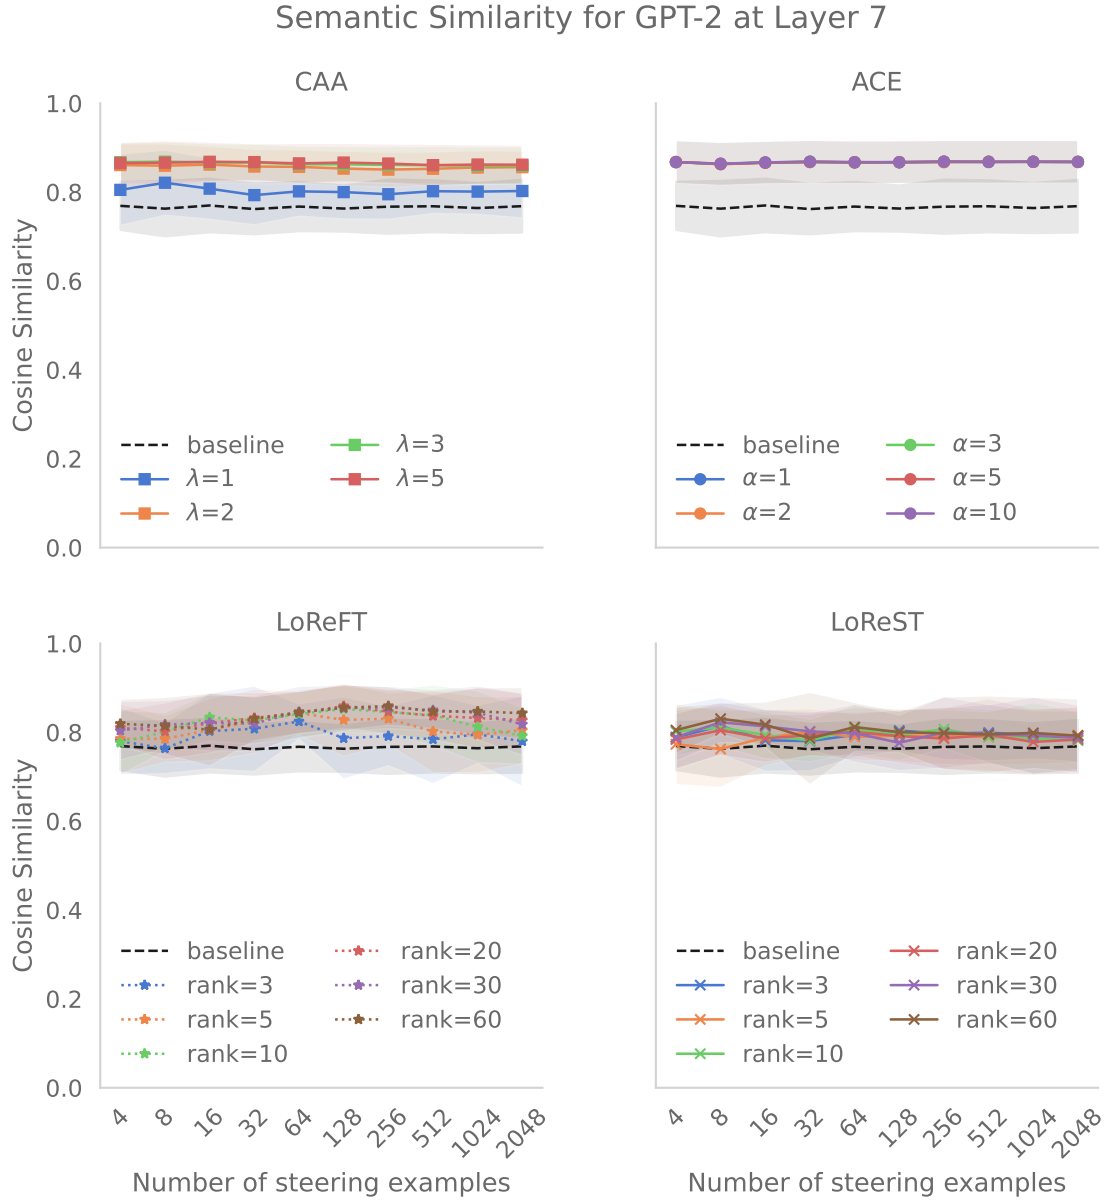 Semantic Similarity for GPT-2 at Layer 7
CAA
1.0
0.8
0.6
0.4
0.2
0.0
Cosine Similarity
baseline
λ=1
λ=2
λ=3
λ=5
ACE
baseline
α=1
α=2
α=3
α=5
α=10
LoReFT
1.0
0.8
0.6
0.4
0.2
0.0
Cosine Similarity
baseline
rank=3
rank=5
rank=10
rank=20
rank=30
rank=60
4
8
16
32
64
128
256
512
1024
2048
Number of steering examples
LoReST
baseline
rank=3
rank=5
rank=10
rank=20
rank=30
rank=60
4
8
16
32
64
128
256
512
1024
2048
Number of steering examples